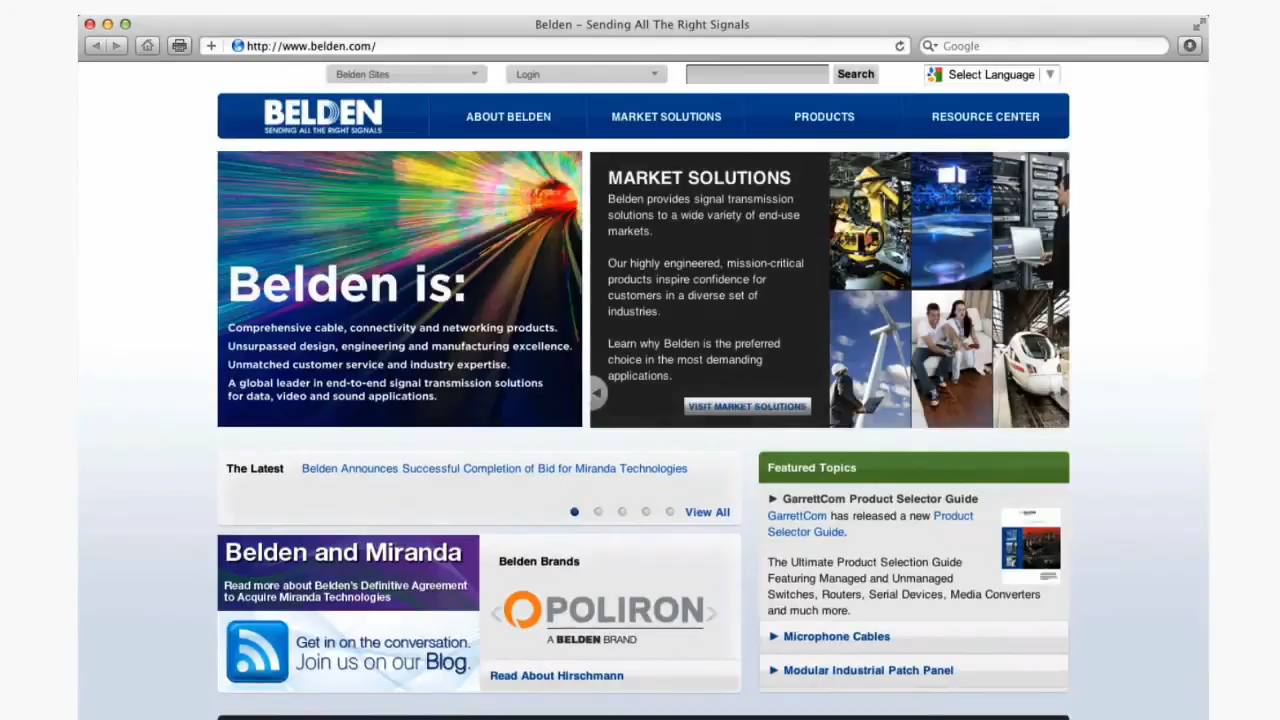 Belden – Sending All The Right Signals
http://www.belden.com/
Google
Belden Sites
Login
Search
Select Language
BELDEN
SENDING ALL THE RIGHT SIGNALS
ABOUT BELDEN
MARKET SOLUTIONS
PRODUCTS
RESOURCE CENTER
Belden is:
Comprehensive cable, connectivity and networking products.
Unsurpassed design, engineering and manufacturing excellence.
Unmatched customer service and industry expertise.
A global leader in end-to-end signal transmission solutions
for data, video and sound applications.
MARKET SOLUTIONS
Belden provides signal transmission
solutions to a wide variety of end-use
markets.
Our highly engineered, mission-critical
products inspire confidence for
customers in a diverse set of
industries.
Learn why Belden is the preferred
choice in the most demanding
applications.
VISIT MARKET SOLUTIONS
The Latest
Belden Announces Successful Completion of Bid for Miranda Technologies
View All
Belden and Miranda
Read more about Belden's Definitive Agreement
to Acquire Miranda Technologies
Get in on the conversation.
Join us on our Blog.
Belden Brands
POLIRON
A BELDEN BRAND
Read About Hirschmann
Featured Topics
GarrettCom Product Selector Guide
GarrettCom has released a new Product
Selector Guide.
The Ultimate Product Selection Guide
Featuring Managed and Unmanaged
Switches, Routers, Serial Devices, Media Converters
and much more.
Microphone Cables
Modular Industrial Patch Panel